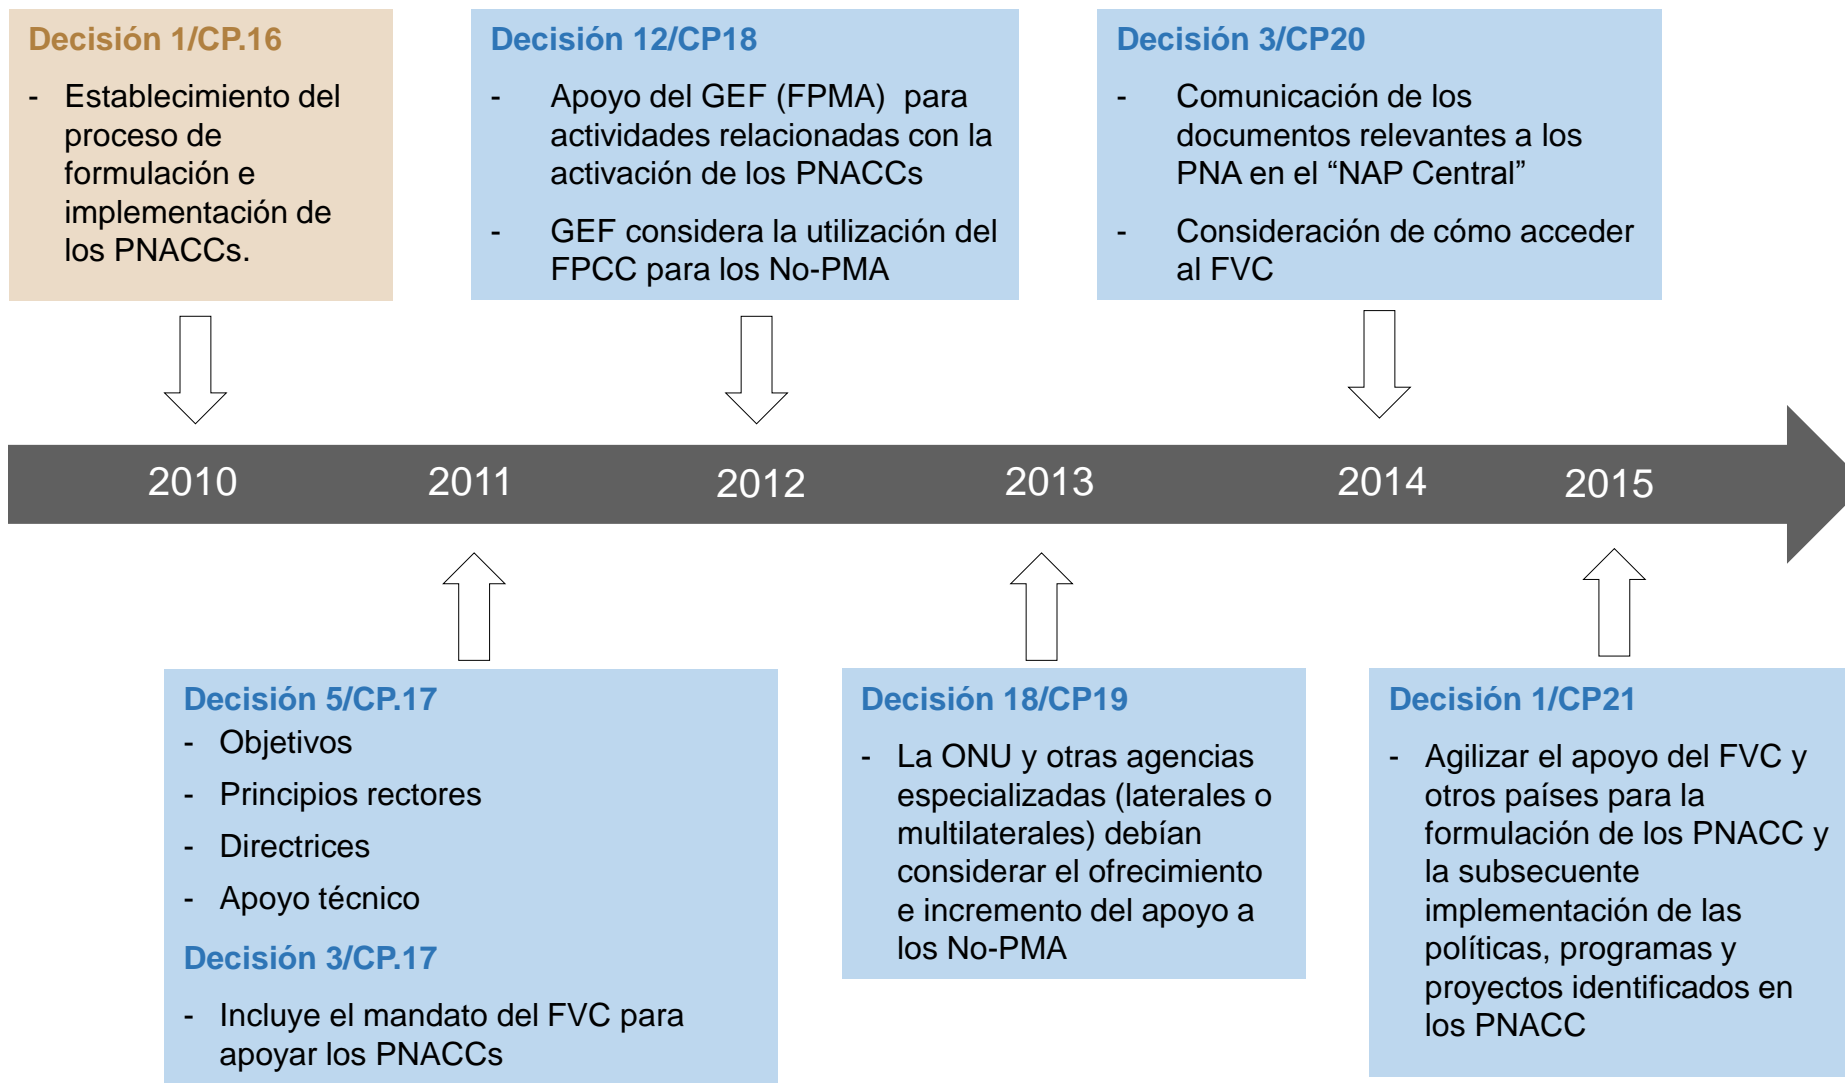 Decisión 1/CP.16
- Establecimiento del
proceso de
formulación e
implementación de
los PNACCs.
Decisión 12/CP18
- Apoyo del GEF (FPMA) para
actividades relacionadas con la
activación de los PNACCs
- GEF considera la utilización del
FPCC para los No-PMA
Decisión 3/CP20
- Comunicación de los
documentos relevantes a los
PNA en el “NAP Central”
- Consideración de cómo acceder
al FVC
2010
2011
2012
2013
2014
2015
Decisión 5/CP.17
- Objetivos
- Principios rectores
- Directrices
- Apoyo técnico
Decisión 3/CP.17
- Incluye el mandato del FVC para
apoyar los PNACCs
Decisión 18/CP19
- La ONU y otras agencias
especializadas (laterales o
multilaterales) debían
considerar el ofrecimiento
e incremento del apoyo a
los No-PMA
Decisión 1/CP21
- Agilizar el apoyo del FVC y
otros países para la
formulación de los PNACC y
la subsecuente
implementación de las
políticas, programas y
proyectos identificados en
los PNACC